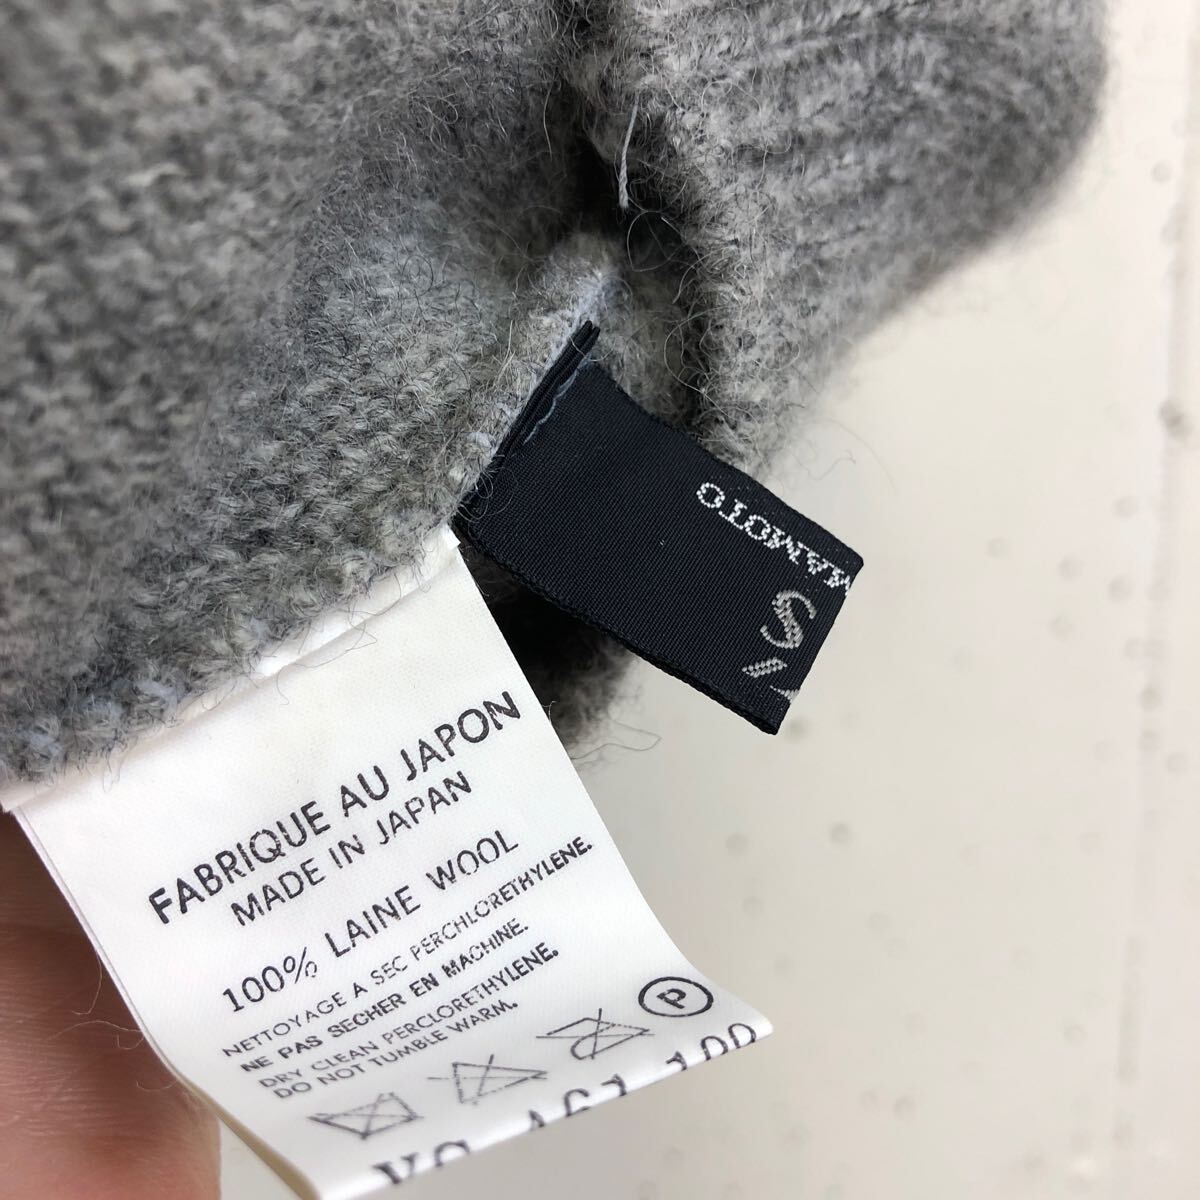 AMAMOTO
S
FABRIQUE AU JAPON
MADE IN JAPAN
100% LAINE WOOL
NETTOYAGE A SEC PERCHLORETHYLENE.
NE PAS SECHER EN MACHINE.
DRY CLEAN PERCLORETHYLENE.
DO NOT TUMBLE WARM.
P